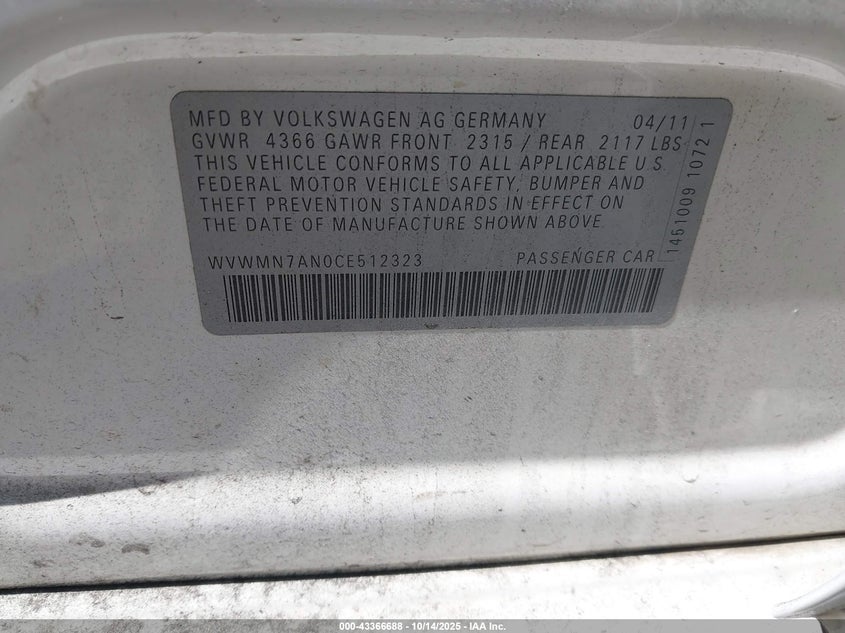 MFD BY VOLKSWAGEN AG GERMANY 04/11
GVWR 4366 GAWR FRONT 2315 / REAR 2117 LBS
THIS VEHICLE CONFORMS TO ALL APPLICABLE U.S.
FEDERAL MOTOR VEHICLE SAFETY, BUMPER AND
THEFT PREVENTION STANDARDS IN EFFECT ON
THE DATE OF MANUFACTURE SHOWN ABOVE.
WVWMN7AN0CE512323 PASSENGER CAR
1461009 1072 1
000-43366688 - 10/14/2025 - IAA Inc.